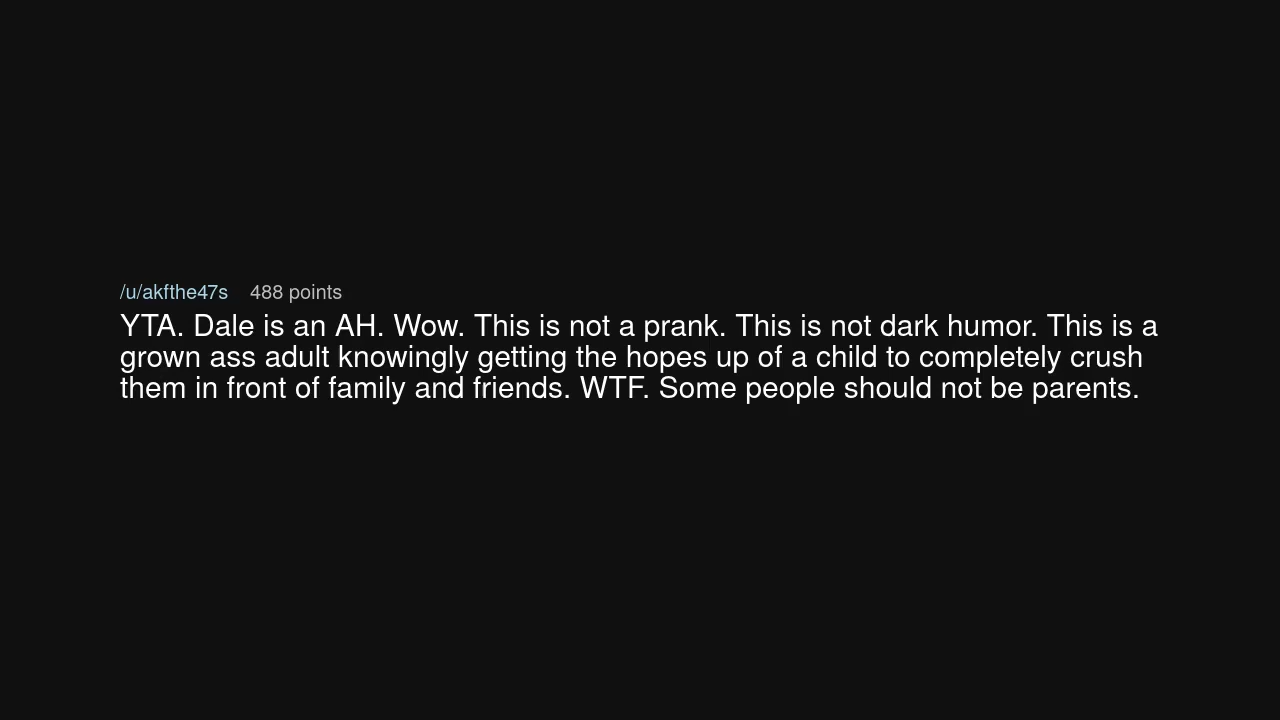 /u/akfthe47s 488 points
YTA. Dale is an AH. Wow. This is not a prank. This is not dark humor. This is a
grown ass adult knowingly getting the hopes up of a child to completely crush
them in front of family and friends. WTF. Some people should not be parents.